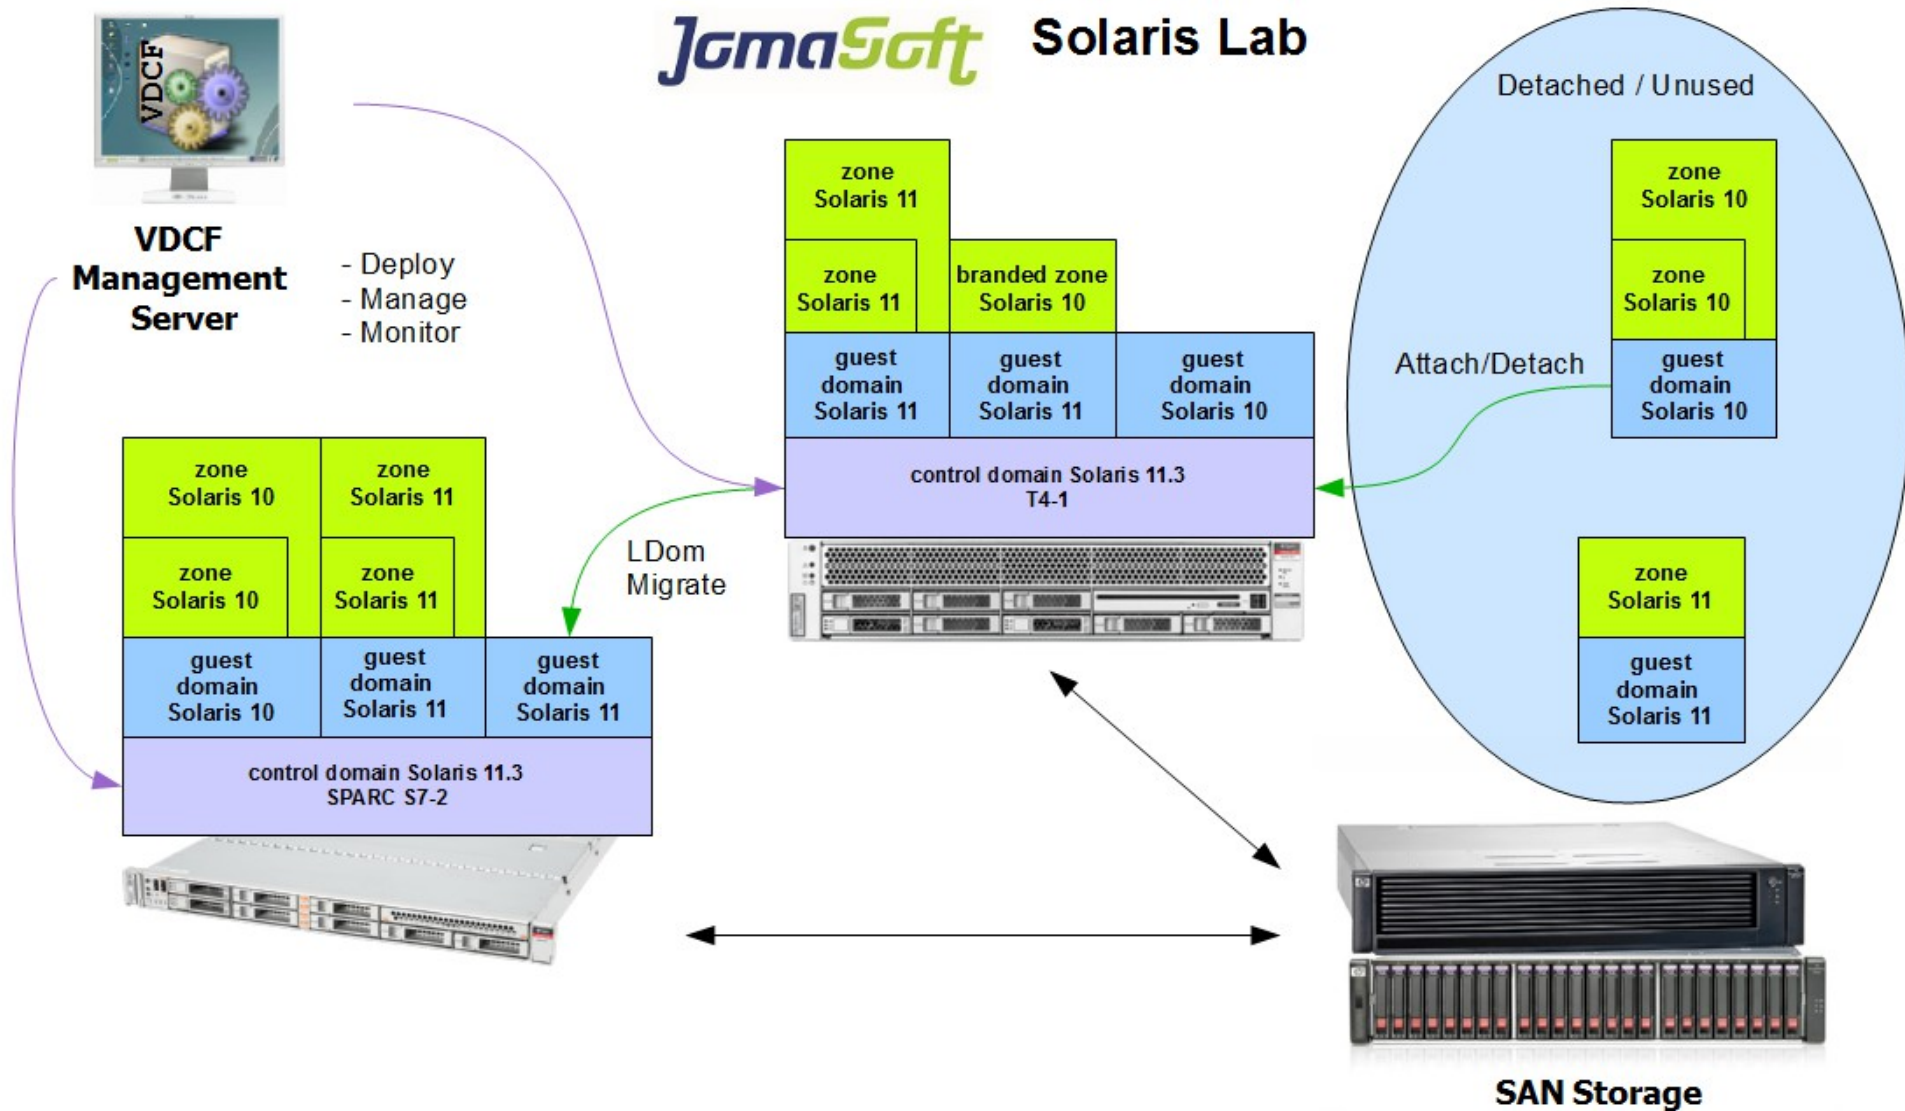 JomaSoft Solaris Lab
VDCF
VDCF
Management
Server
- Deploy
- Manage
- Monitor
zone
Solaris 11
zone
Solaris 11
branded zone
Solaris 10
guest
domain
Solaris 11
guest
domain
Solaris 11
guest
domain
Solaris 10
control domain Solaris 11.3
T4-1
Detached / Unused
zone
Solaris 10
zone
Solaris 10
guest
domain
Solaris 10
Attach/Detach
zone
Solaris 11
guest
domain
Solaris 11
LDom
Migrate
zone
Solaris 10
zone
Solaris 11
zone
Solaris 10
zone
Solaris 11
guest
domain
Solaris 10
guest
domain
Solaris 11
guest
domain
Solaris 11
control domain Solaris 11.3
SPARC S7-2
SAN Storage